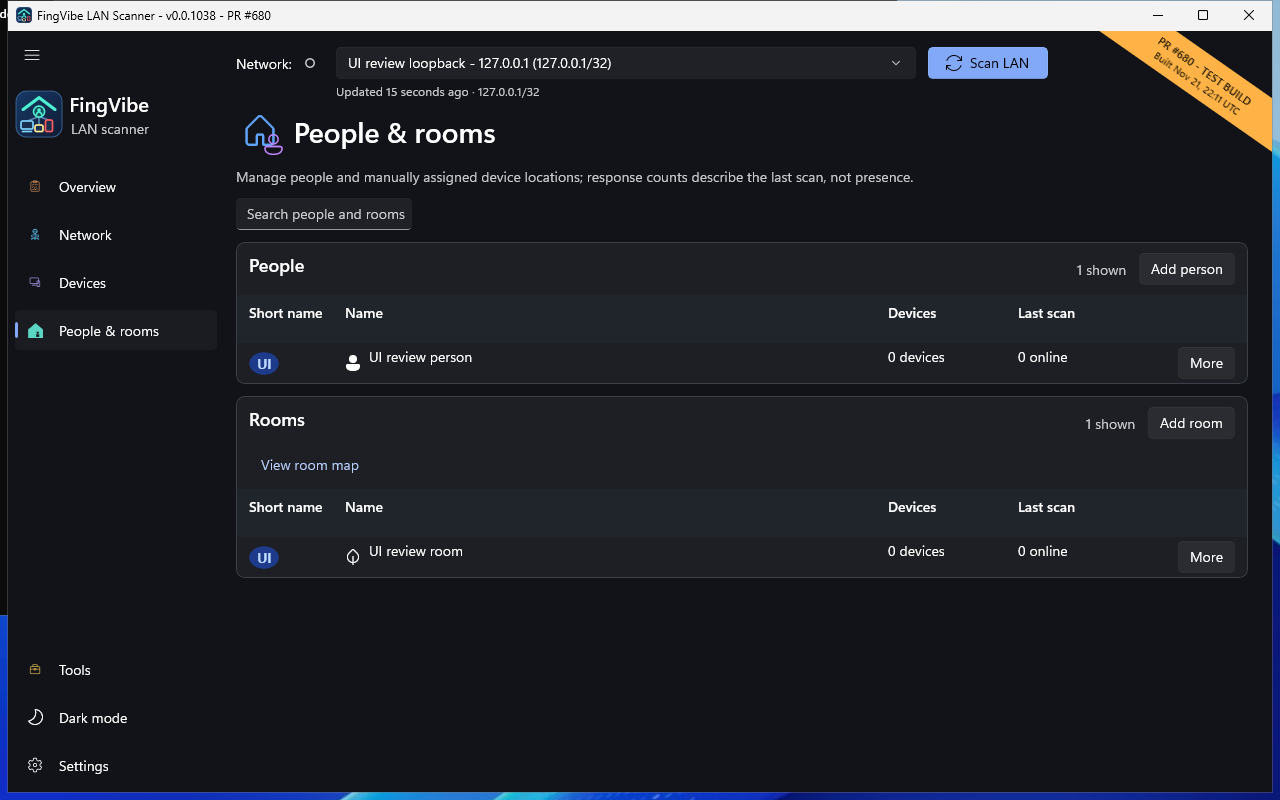 FingVibe LAN Scanner - v0.0.1038 - PR #680
Network:
UI review loopback - 127.0.0.1 (127.0.0.1/32)
Scan LAN
Updated 15 seconds ago · 127.0.0.1/32
PR #680 - TEST BUILD
Built Nov 21, 22:11 UTC
FingVibe
LAN scanner
Overview
Network
Devices
People & rooms
Tools
Dark mode
Settings
People & rooms
Manage people and manually assigned device locations; response counts describe the last scan, not presence.
Search people and rooms
People
1 shown
Add person
Short name Name Devices Last scan
UI UI review person 0 devices 0 online More
Rooms
1 shown
Add room
View room map
Short name Name Devices Last scan
UI UI review room 0 devices 0 online More